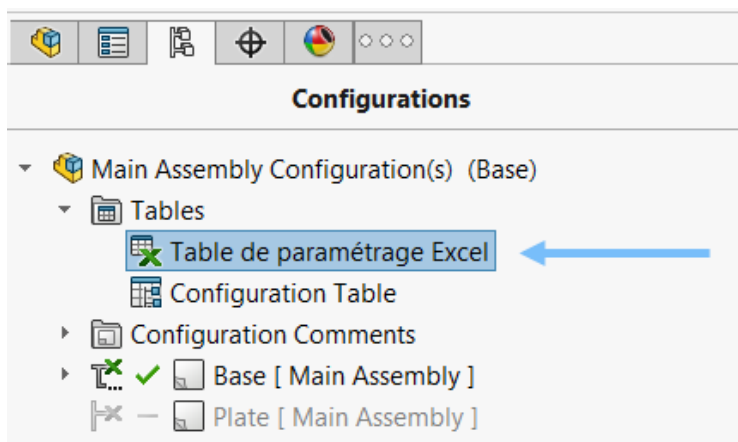 Configurations
Main Assembly Configuration(s) (Base)
Tables
Table de paramétrage Excel
Configuration Table
Configuration Comments
Base [ Main Assembly ]
Plate [ Main Assembly ]